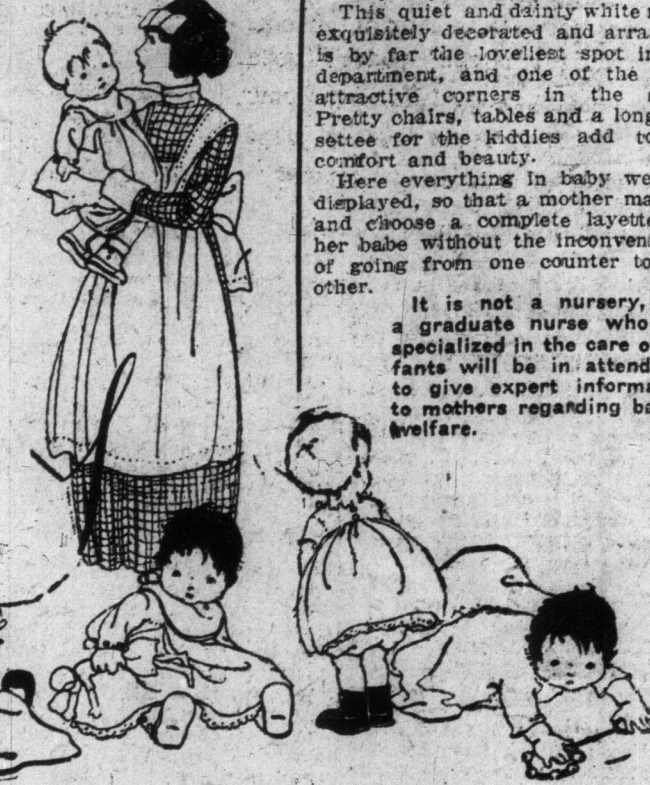 This quiet and dainty white
exquisitely decorated and arra
is by far the loveliest spot i
department, and one of the
attractive corners in the
Pretty chairs, tables and a long
settee for the kiddies add to
comfort and beauty.
Here everything in baby we
displayed, so that a mother ma
and choose a complete layette
her babe without the inconven
of going from one counter to
other.
It is not a nursery,
a graduate nurse who
specialized in the care o
fants will be in attend
to give expert informa
to mothers regarding ba
welfare.